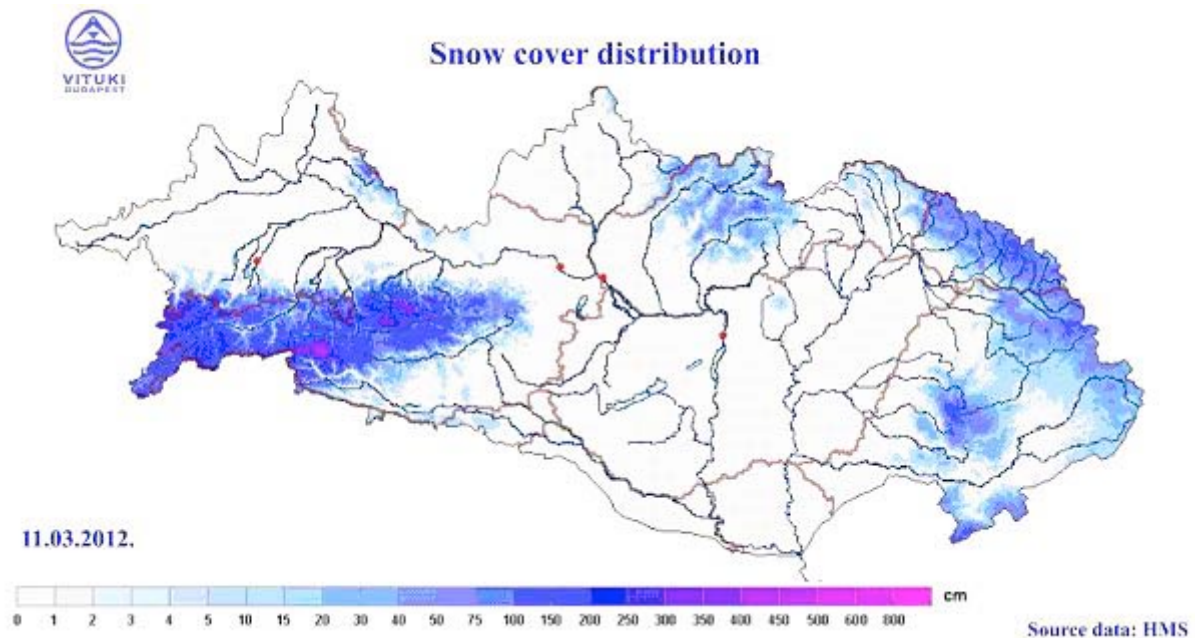 VITUKI
BUDAPEST
Snow cover distribution
11.03.2012.
0 1 2 3 4 5 10 15 20 30 40 50 75 100 150 200 250 300 350 400 450 500 600 800 cm
Source data: HMS